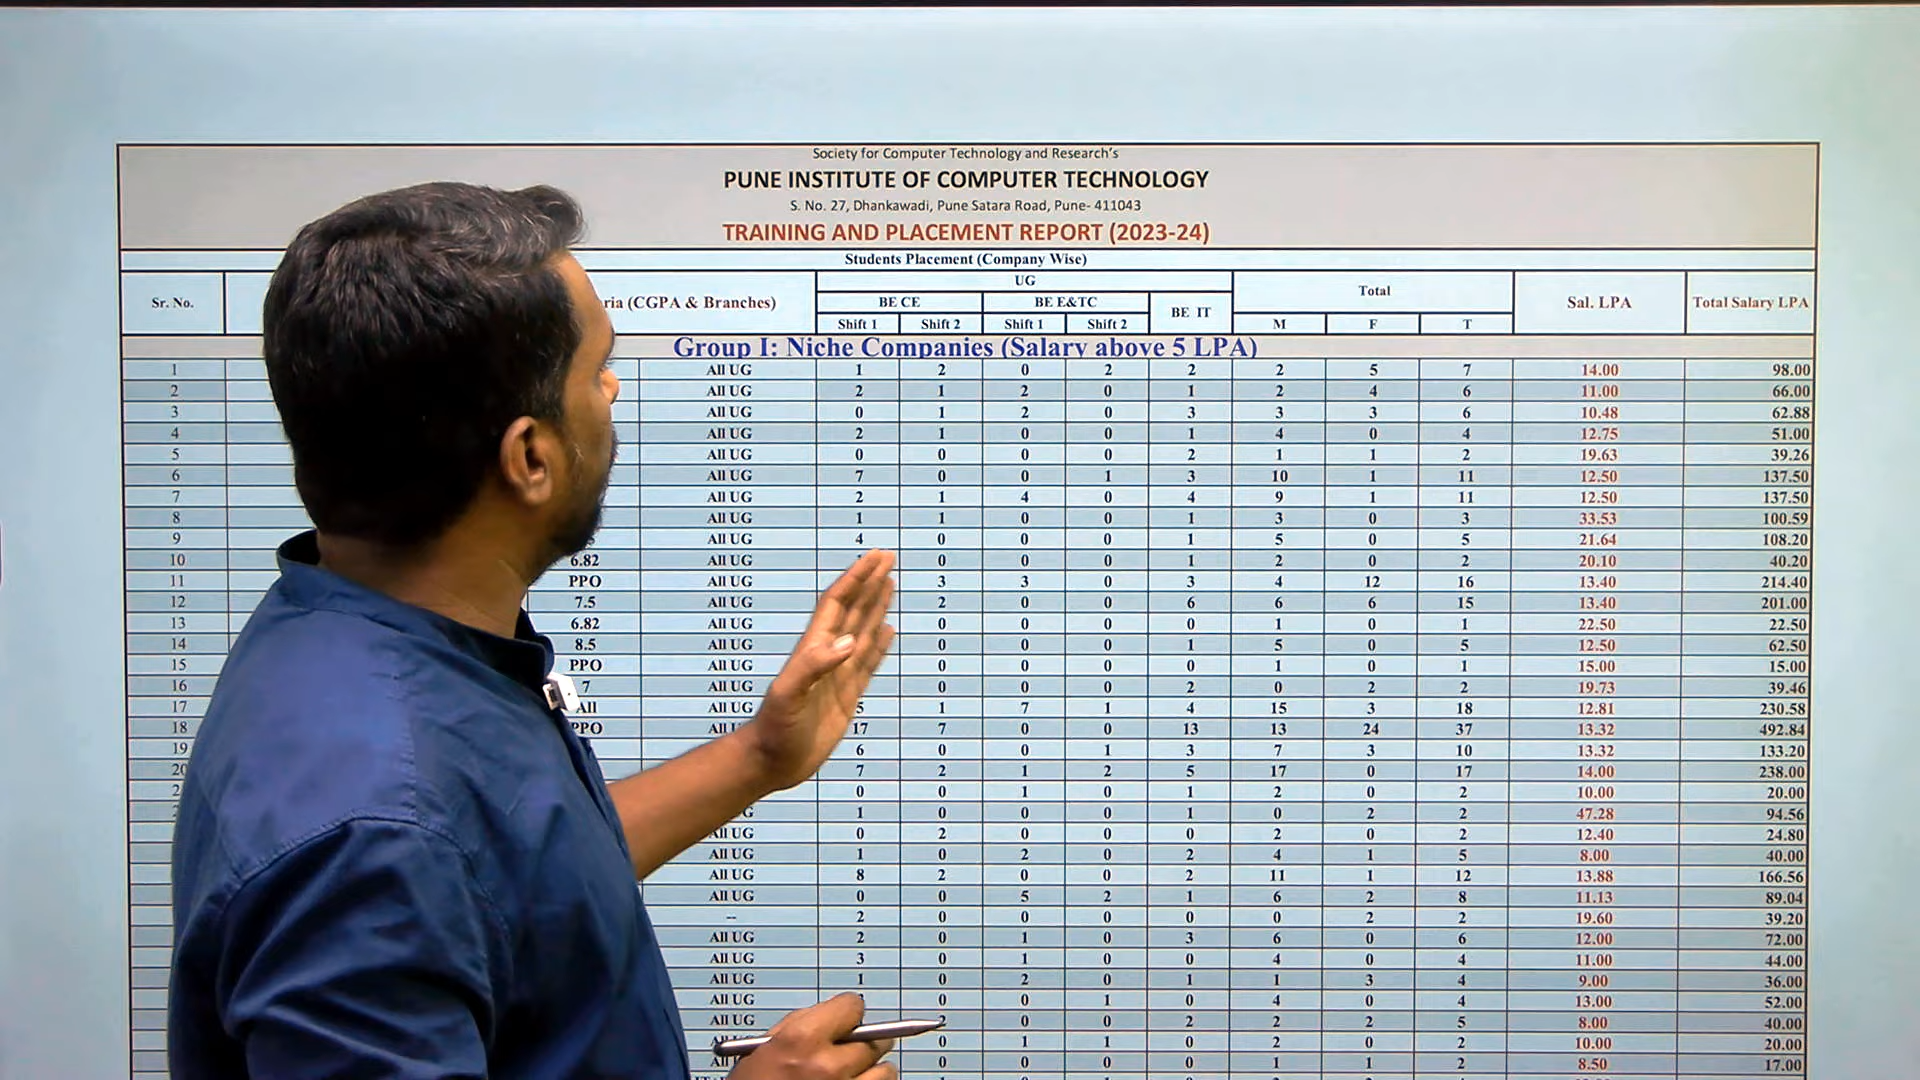 Society for Computer Technology and Research's
PUNE INSTITUTE OF COMPUTER TECHNOLOGY
S. No. 27, Dhankawadi, Pune Satara Road, Pune- 411043
TRAINING AND PLACEMENT REPORT (2023-24)
Students Placement (Company Wise)
Sr. No. (CGPA & Branches) UG Total Sal. LPA Total Salary LPA
BE CE BE E&TC BE IT
Shift 1 Shift 2 Shift 1 Shift 2 M F T
Group I: Niche Companies (Salary above 5 LPA)
1 All UG 1 2 0 2 2 2 5 7 14.00 98.00
2 All UG 2 1 2 0 1 2 4 6 11.00 66.00
3 All UG 0 1 2 0 3 3 3 6 10.48 62.88
4 All UG 2 1 0 0 1 4 0 4 12.75 51.00
5 All UG 0 0 0 0 2 1 1 2 19.63 39.26
6 All UG 7 0 0 1 3 10 1 11 12.50 137.50
7 All UG 2 1 4 0 4 9 1 11 12.50 137.50
8 All UG 1 1 0 0 1 3 0 3 33.53 100.59
9 All UG 4 0 0 0 1 5 0 5 21.64 108.20
10 6.82 All UG 0 0 0 1 2 0 2 20.10 40.20
11 PPO All UG 3 3 0 3 4 12 16 13.40 214.40
12 7.5 All UG 2 0 0 6 6 6 15 13.40 201.00
13 6.82 All UG 0 0 0 0 1 0 1 22.50 22.50
14 8.5 All UG 0 0 0 1 5 0 5 12.50 62.50
15 PPO All UG 0 0 0 0 1 0 1 15.00 15.00
16 7 All UG 0 0 0 2 0 2 2 19.73 39.46
17 All All UG 5 1 7 1 4 15 3 18 12.81 230.58
18 PPO All 17 7 0 0 13 13 24 37 13.32 492.84
19 6 0 0 1 3 7 3 10 13.32 133.20
20 7 2 1 2 5 17 0 17 14.00 238.00
0 0 1 0 1 2 0 2 10.00 20.00
1 0 0 0 1 0 2 2 47.28 94.56
All UG 0 2 0 0 0 2 0 2 12.40 24.80
All UG 1 0 2 0 2 4 1 5 8.00 40.00
All UG 8 2 0 0 2 11 1 12 13.88 166.56
All UG 0 0 5 2 1 6 2 8 11.13 89.04
-- 2 0 0 0 0 0 2 2 19.60 39.20
All UG 2 0 1 0 3 6 0 6 12.00 72.00
All UG 3 0 1 0 0 4 0 4 11.00 44.00
All UG 1 0 2 0 1 1 3 4 9.00 36.00
All UG 0 0 1 0 4 0 4 13.00 52.00
All UG 2 0 0 2 2 2 5 8.00 40.00
0 1 1 0 2 0 2 10.00 20.00
All 0 0 0 0 1 1 2 8.50 17.00